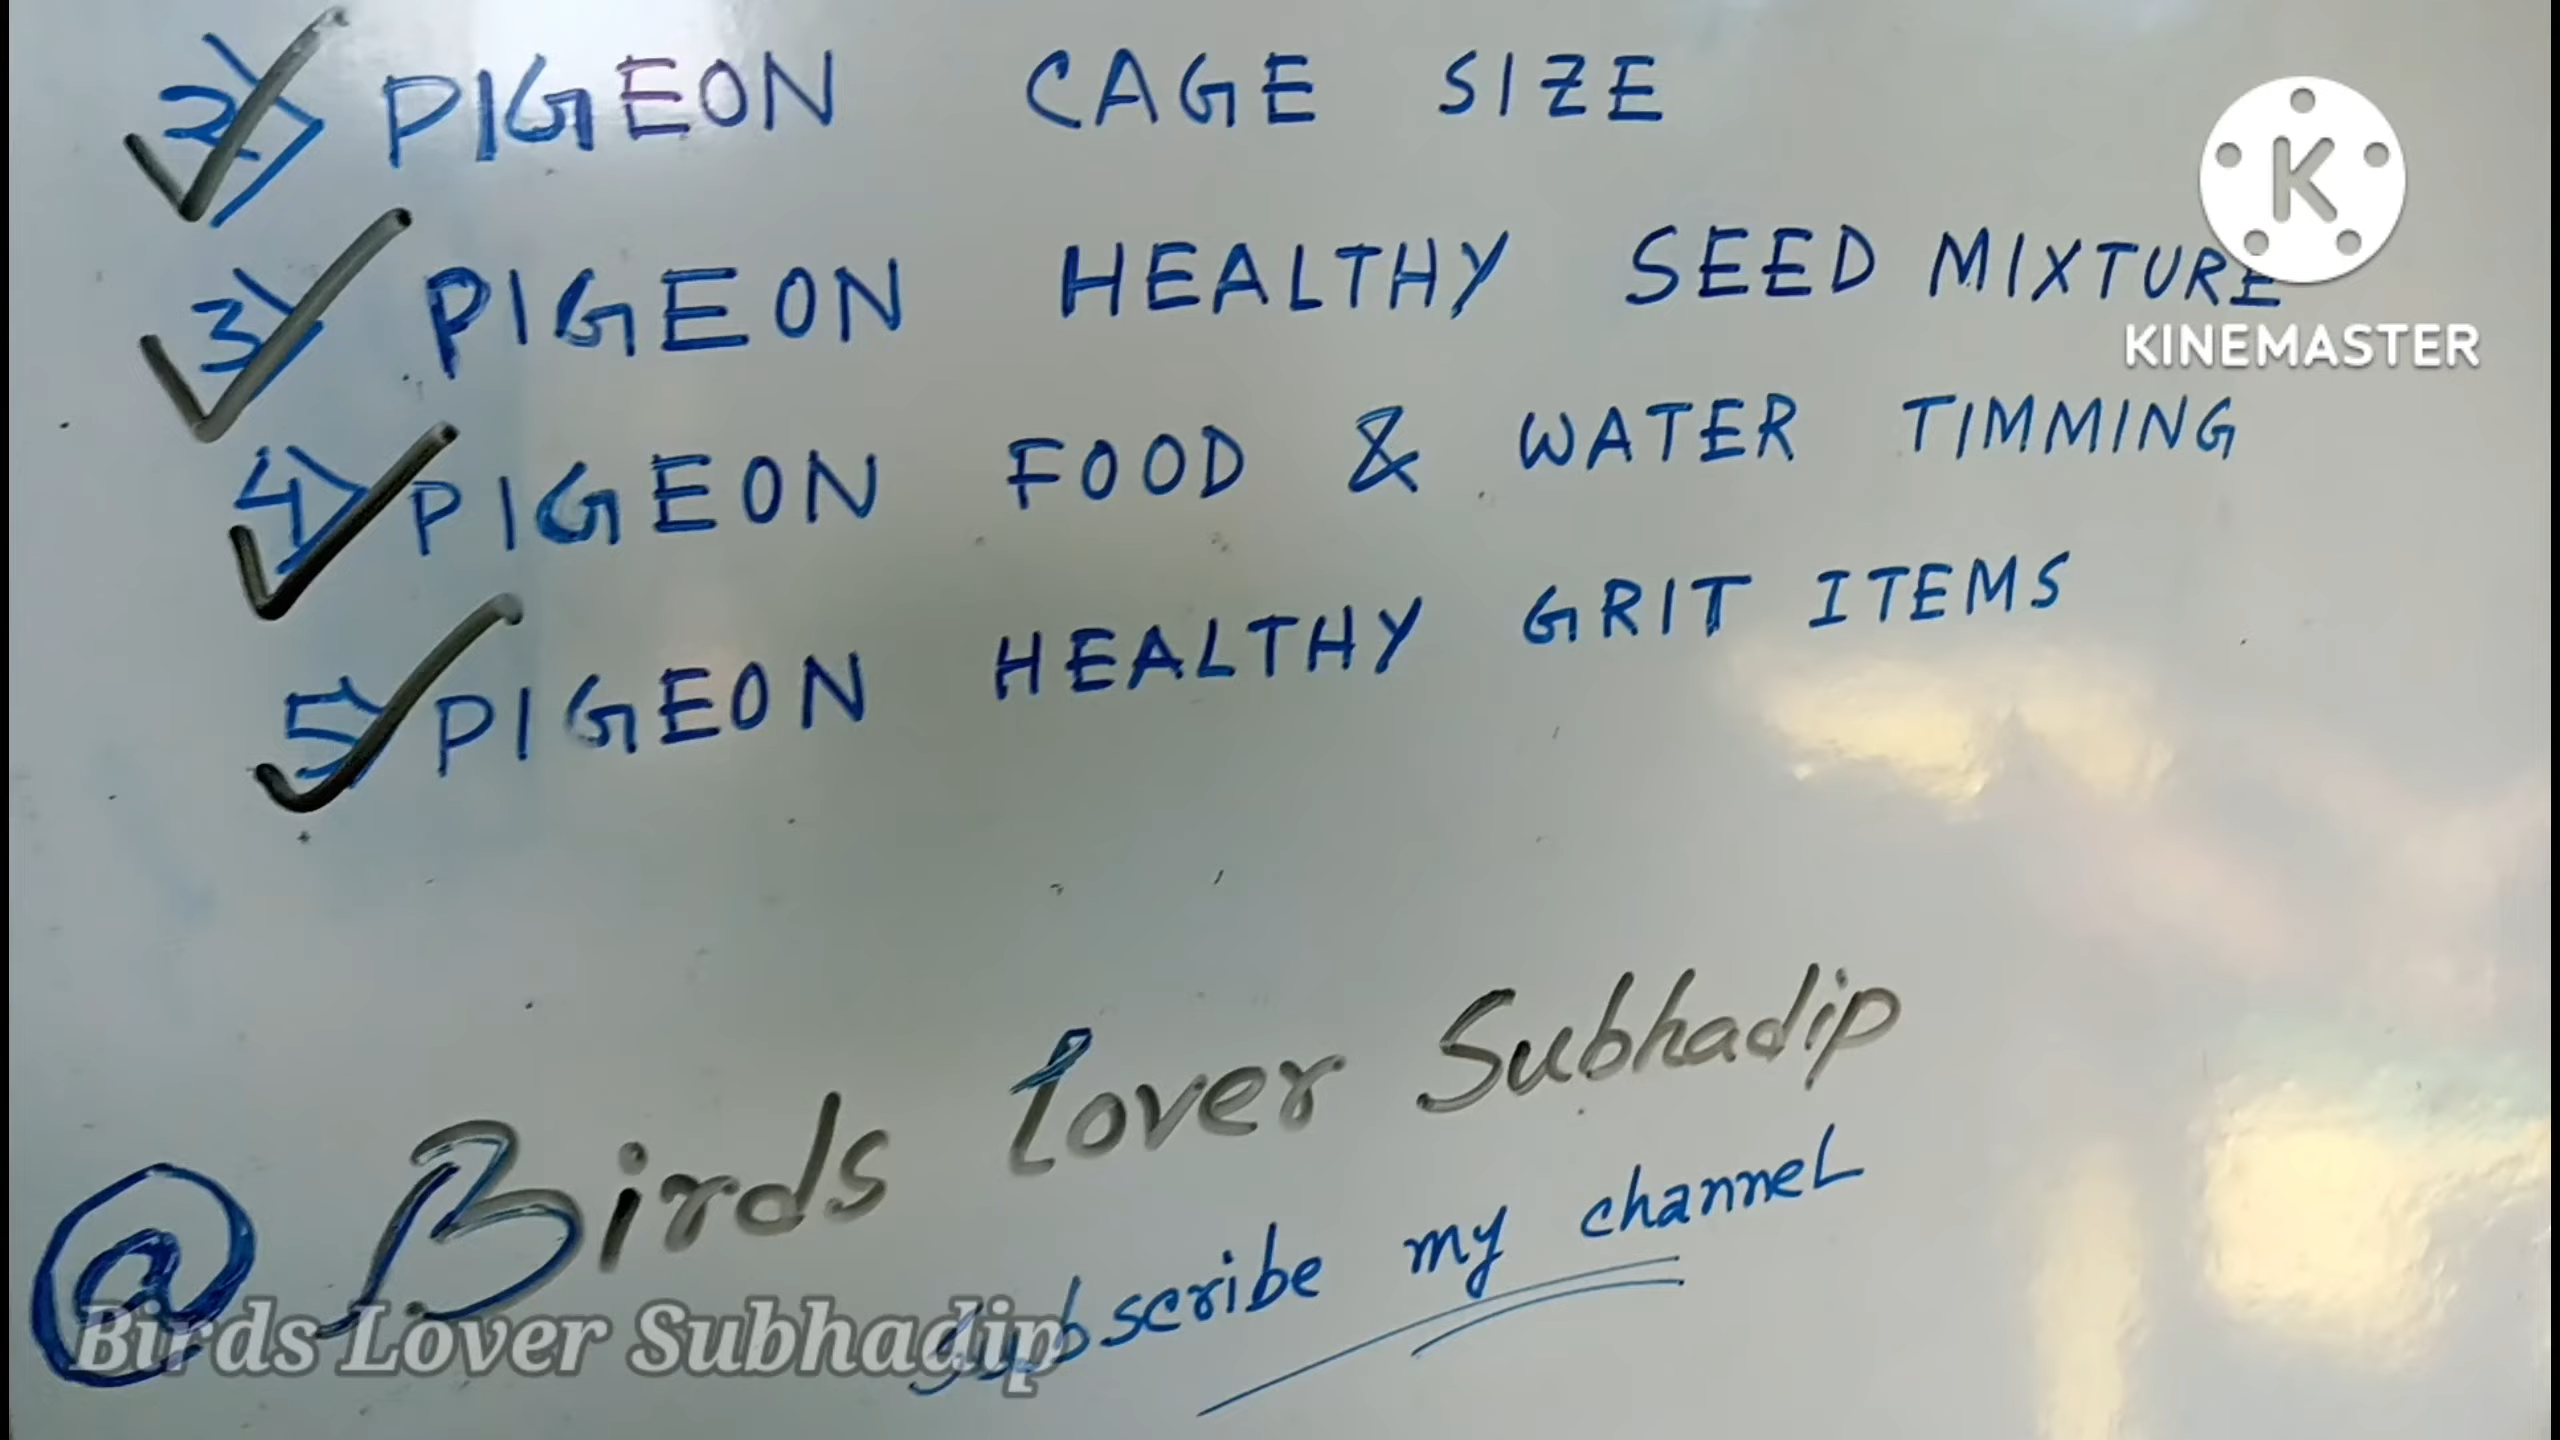 2> PIGEON CAGE SIZE
3> PIGEON HEALTHY SEED MIXTURE
KINEMASTER
4> PIGEON FOOD & WATER TIMMING
5> PIGEON HEALTHY GRIT ITEMS
@ Birds lover Subhadip
subscribe my channel
Birds Lover Subhadip